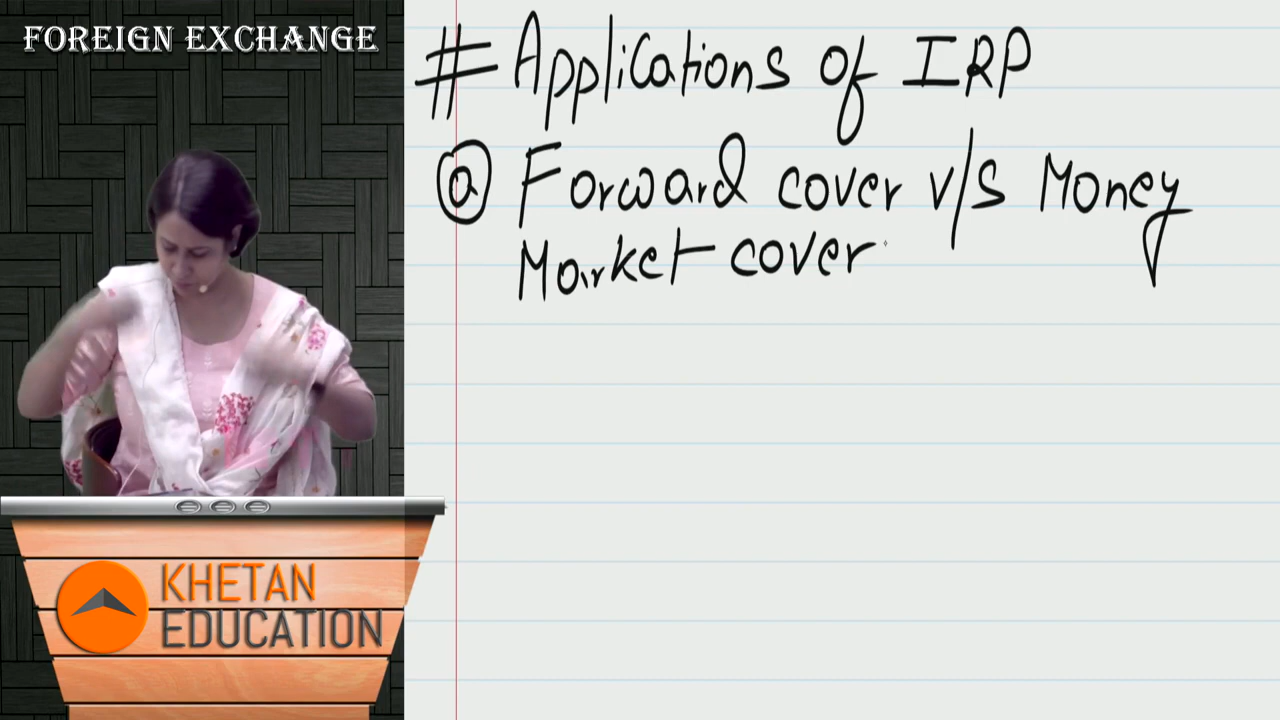 FOREIGN EXCHANGE
# Applications of IRP
ⓐ Forward cover v/s Money
Market cover
KHETAN
EDUCATION